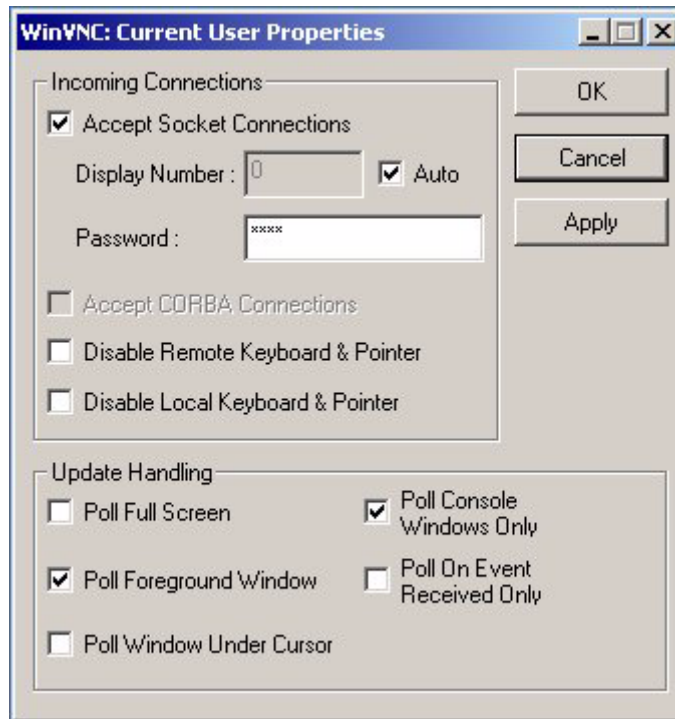 WinVNC: Current User Properties
Incoming Connections
OK
Accept Socket Connections
Cancel
Display Number : 0
Auto
Apply
Password :
xxxx
Accept CORBA Connections
Disable Remote Keyboard & Pointer
Disable Local Keyboard & Pointer
Update Handling
Poll Full Screen
Poll Console
Windows Only
Poll Foreground Window
Poll On Event
Received Only
Poll Window Under Cursor